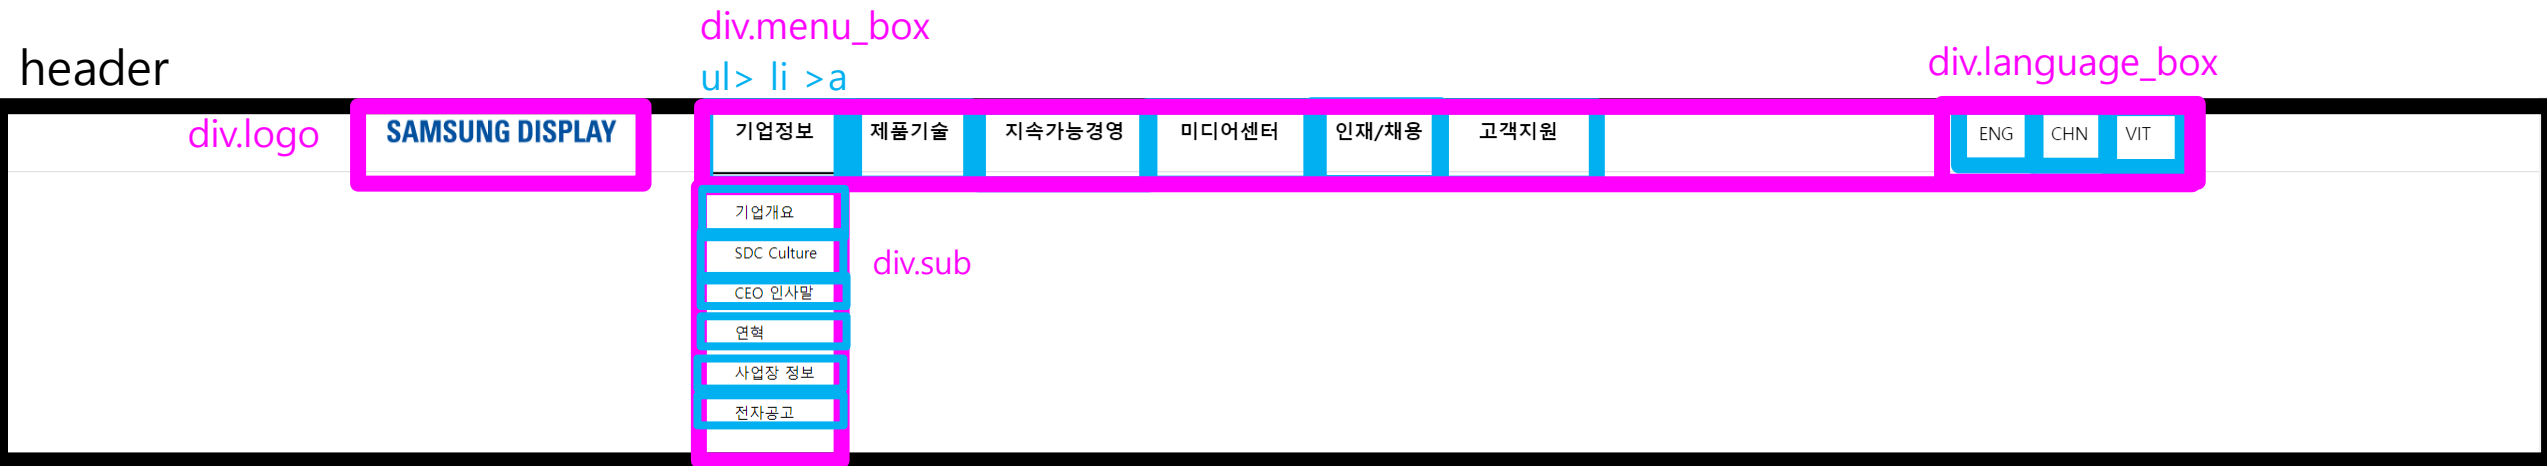 div.menu_box
header
ul> li >a
div.language_box
div.logo
SAMSUNG DISPLAY
기업정보 제품기술 지속가능경영 미디어센터 인재/채용 고객지원
ENG CHN VIT
기업개요
SDC Culture
div.sub
CEO 인사말
연혁
사업장 정보
전자공고